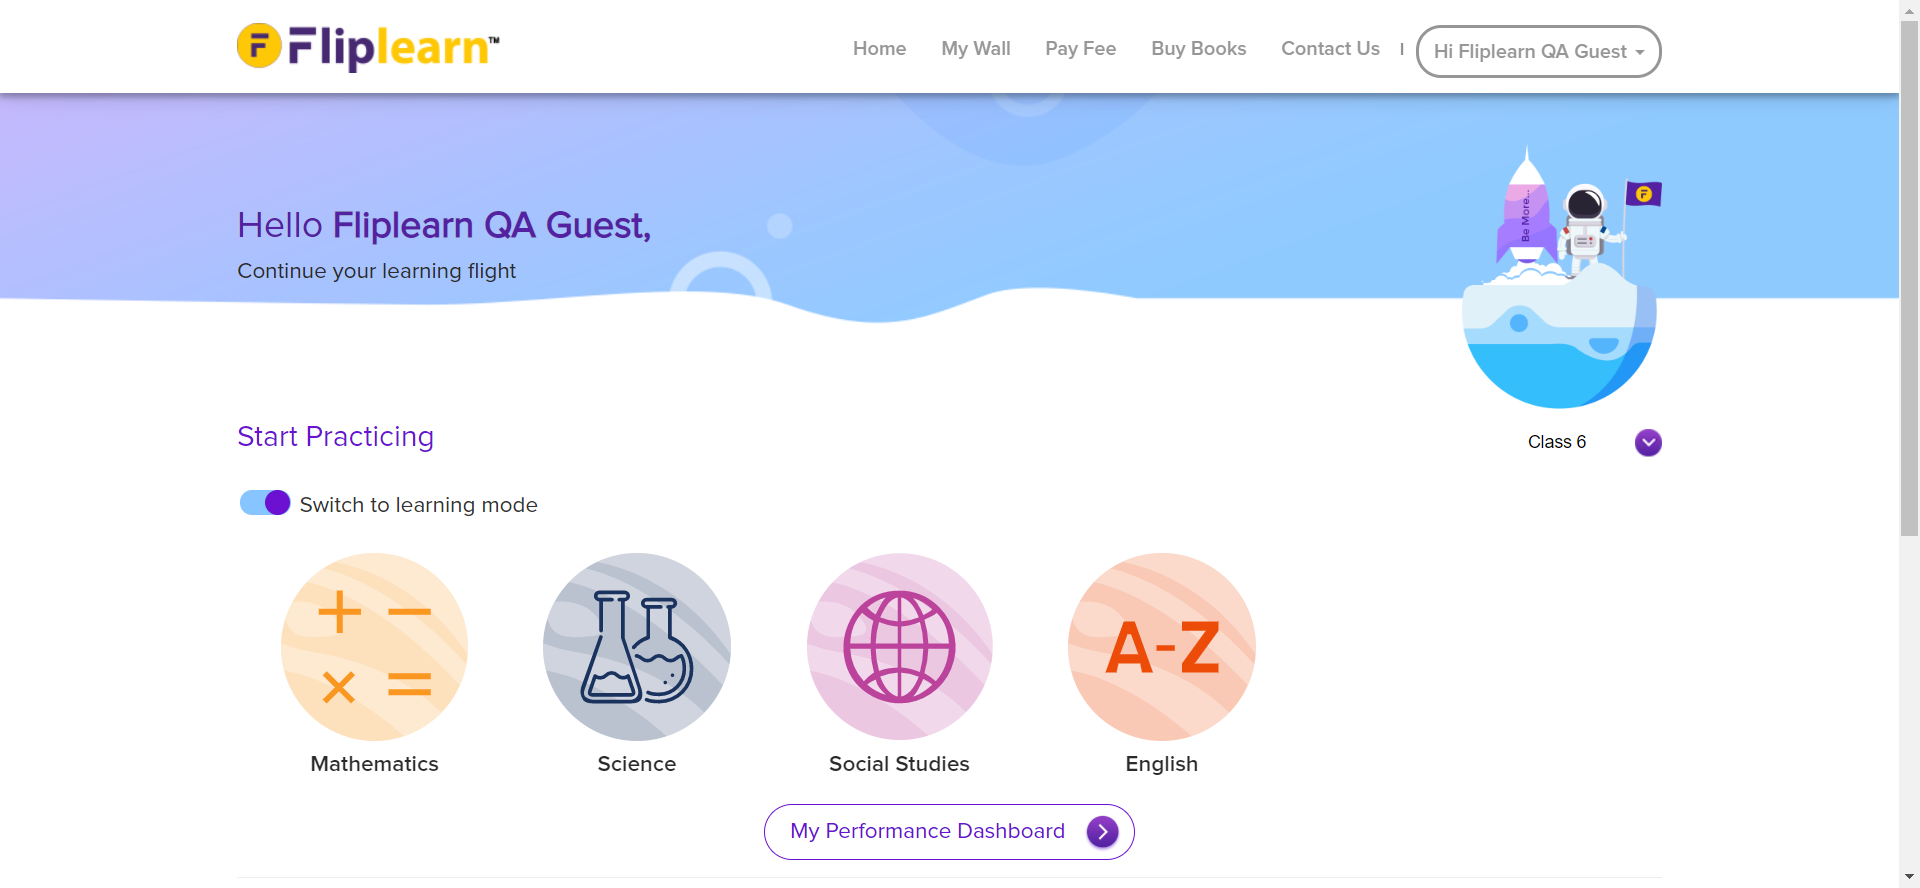 Fliplearn™
Home My Wall Pay Fee Buy Books Contact Us | Hi Fliplearn QA Guest
Be More...
Hello Fliplearn QA Guest,
Continue your learning flight
Start Practicing
Class 6
Switch to learning mode
A-Z
Mathematics Science Social Studies English
My Performance Dashboard